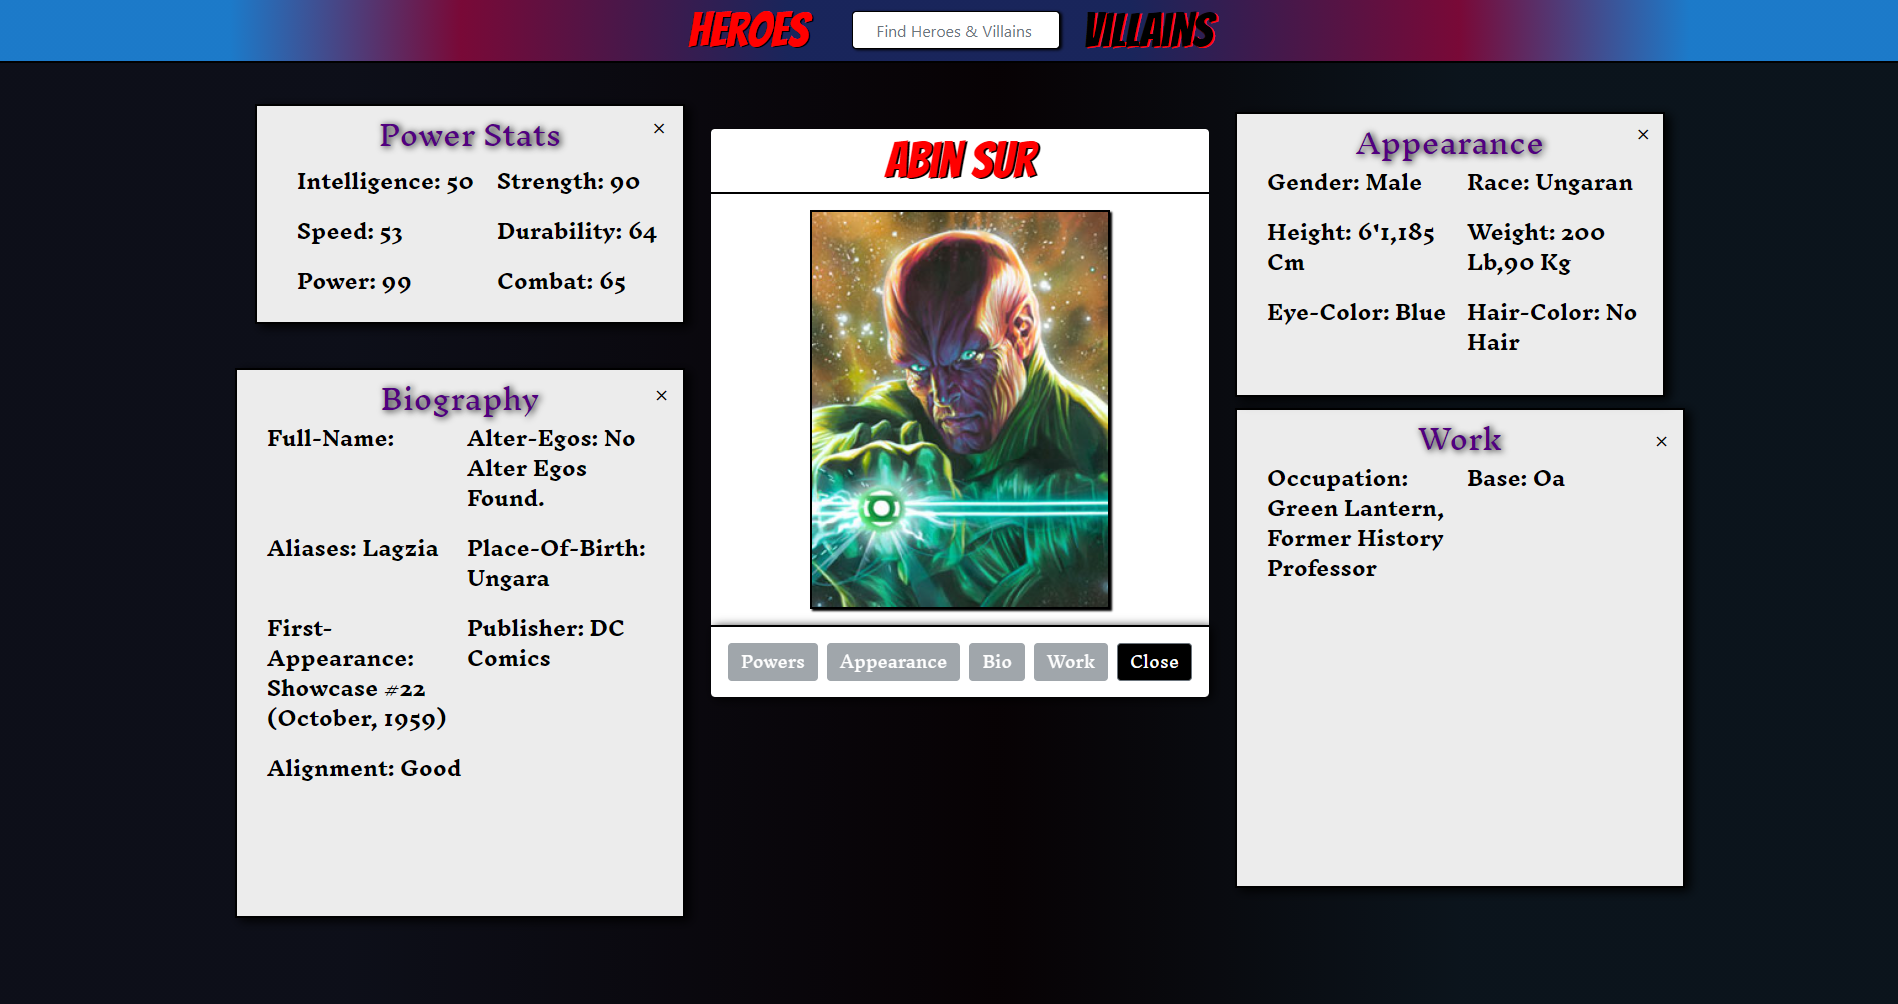 HEROES
Find Heroes & Villains
VILLAINS
Power Stats
×
Intelligence: 50
Strength: 90
Speed: 53
Durability: 64
Power: 99
Combat: 65
Biography
×
Full-Name:
Alter-Egos: No
Alter Egos
Found.
Aliases: Lagzia
Place-Of-Birth:
Ungara
First-
Appearance:
Showcase #22
(October, 1959)
Publisher: DC
Comics
Alignment: Good
ABIN SUR
Powers
Appearance
Bio
Work
Close
Appearance
×
Gender: Male
Race: Ungaran
Height: 6'1,185
Cm
Weight: 200
Lb,90 Kg
Eye-Color: Blue
Hair-Color: No
Hair
Work
×
Occupation:
Green Lantern,
Former History
Professor
Base: Oa